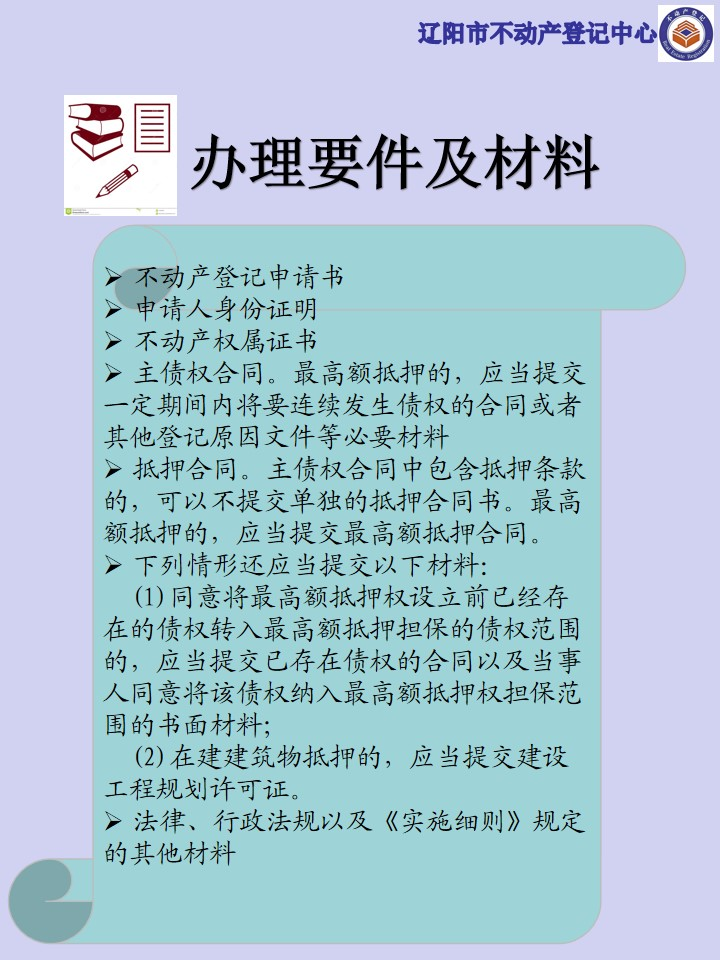 辽阳市不动产登记中心
不动产登记
Real Estate Registration
办理要件及材料
➢ 不动产登记申请书
➢ 申请人身份证明
➢ 不动产权属证书
➢ 主债权合同。最高额抵押的，应当提交
一定期间内将要连续发生债权的合同或者
其他登记原因文件等必要材料
➢ 抵押合同。主债权合同中包含抵押条款
的，可以不提交单独的抵押合同书。最高
额抵押的，应当提交最高额抵押合同。
➢ 下列情形还应当提交以下材料：
(1) 同意将最高额抵押权设立前已经存
在的债权转入最高额抵押担保的债权范围
的，应当提交已存在债权的合同以及当事
人同意将该债权纳入最高额抵押权担保范
围的书面材料；
(2) 在建建筑物抵押的，应当提交建设
工程规划许可证。
➢ 法律、行政法规以及《实施细则》规定
的其他材料